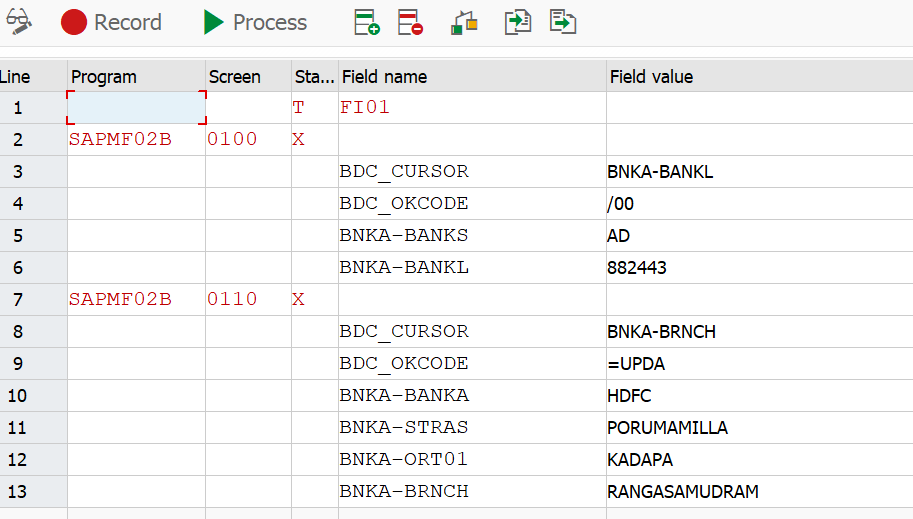 Record Process
Line Program Screen Sta... Field name Field value
1 T FI01
2 SAPMF02B 0100 X
3 BDC_CURSOR BNKA-BANKL
4 BDC_OKCODE /00
5 BNKA-BANKS AD
6 BNKA-BANKL 882443
7 SAPMF02B 0110 X
8 BDC_CURSOR BNKA-BRNCH
9 BDC_OKCODE =UPDA
10 BNKA-BANKA HDFC
11 BNKA-STRAS PORUMAMILLA
12 BNKA-ORT01 KADAPA
13 BNKA-BRNCH RANGASAMUDRAM